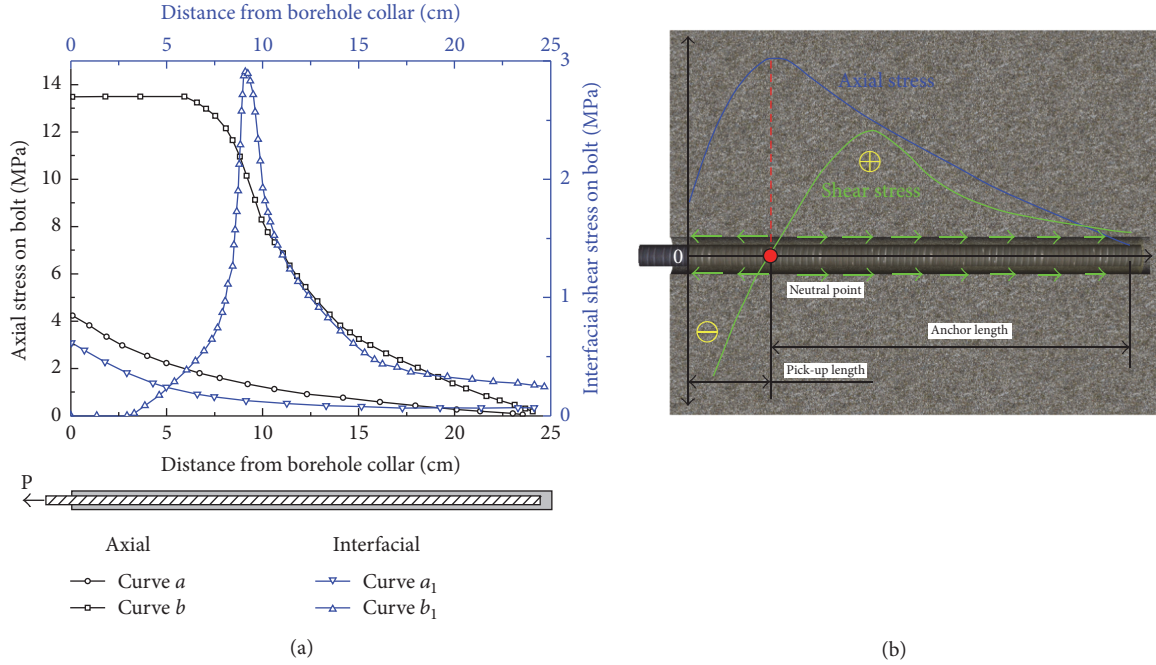 Distance from borehole collar (cm)
0 5 10 15 20 25
14
12
10
8
6
4
2
0
Axial stress on bolt (MPa)
3
2
1
0
Interfacial shear stress on bolt (MPa)
0 5 10 15 20 25
Distance from borehole collar (cm)
P
Axial Interfacial
Curve a Curve a1
Curve b Curve b1
(a)
Axial stress
Shear stress
0
Neutral point
Anchor length
Pick-up length
(b)